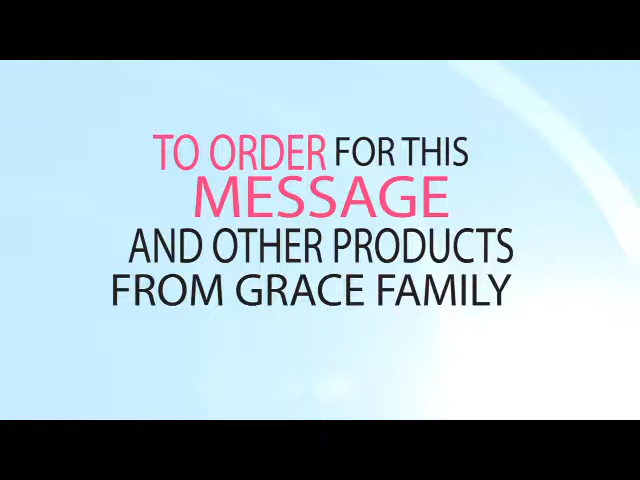 TO ORDER FOR THIS
MESSAGE
AND OTHER PRODUCTS
FROM GRACE FAMILY